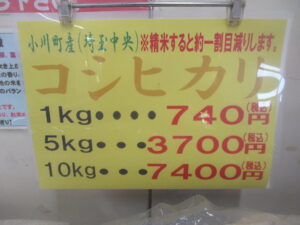 小川町産(埼玉中央)※精米すると約一割目減りします。
コシヒカリ
1kg・・・・740円(税込)
5kg・・・3700円(税込)
10kg・・・7400円(税込)